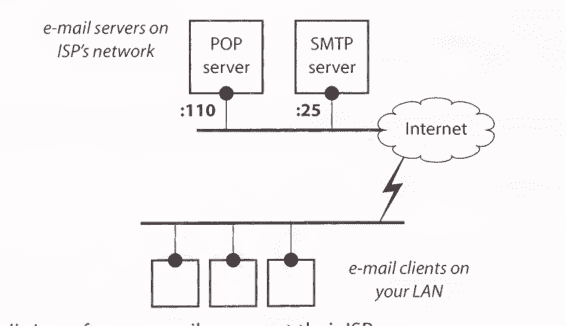 e-mail servers on
ISP's network
POP
server
SMTP
server
:110
:25
Internet
e-mail clients on
your LAN